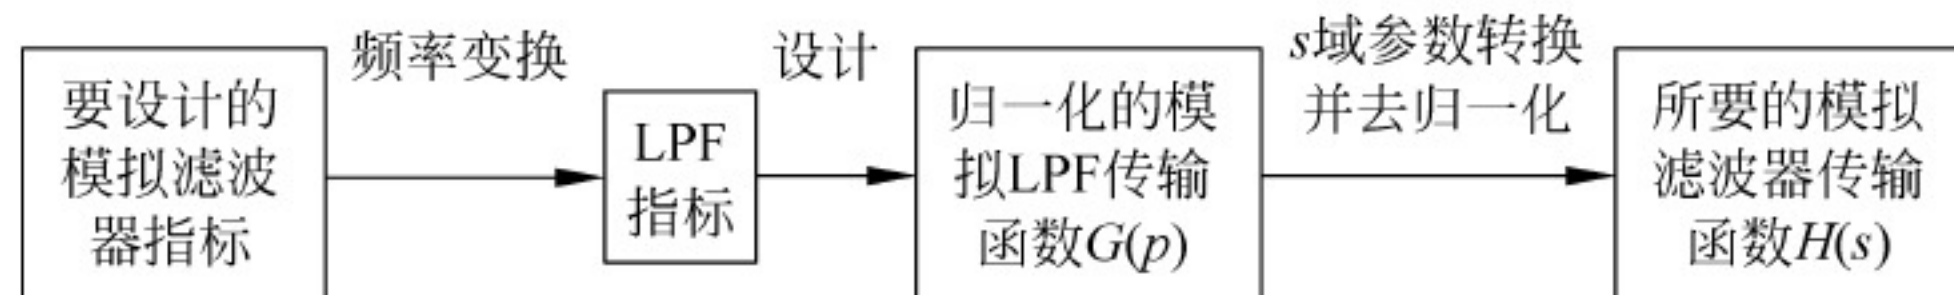 要设计的
模拟滤波
器指标
频率变换
LPF
指标
设计
归一化的模
拟LPF传输
函数G(p)
s域参数转换
并去归一化
所要的模拟
滤波器传输
函数H(s)